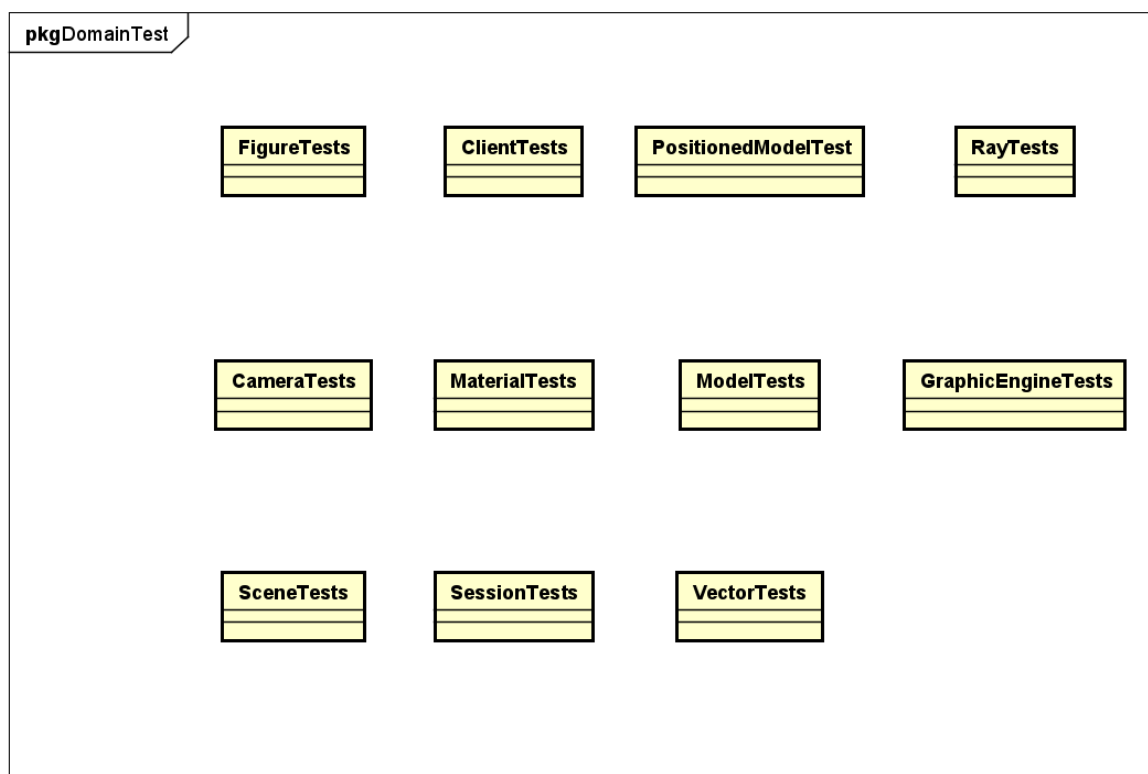 pkgDomainTest
FigureTests
ClientTests
PositionedModelTest
RayTests
CameraTests
MaterialTests
ModelTests
GraphicEngineTests
SceneTests
SessionTests
VectorTests